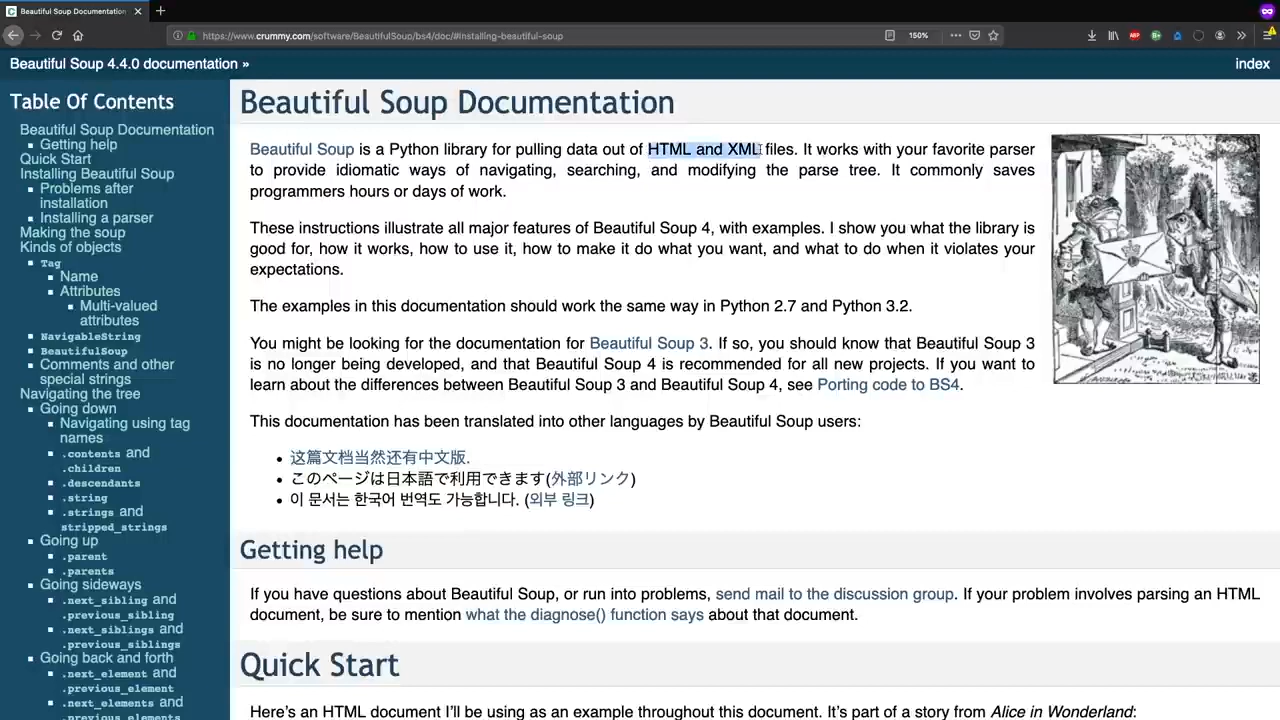 Beautiful Soup Documentation
https://www.crummy.com/software/BeautifulSoup/bs4/doc/#installing-beautiful-soup
150%
Beautiful Soup 4.4.0 documentation »
index
Table Of Contents
Beautiful Soup Documentation
Getting help
Quick Start
Installing Beautiful Soup
Problems after
installation
Installing a parser
Making the soup
Kinds of objects
Tag
Name
Attributes
Multi-valued
attributes
NavigableString
BeautifulSoup
Comments and other
special strings
Navigating the tree
Going down
Navigating using tag
names
.contents and
.children
.descendants
.string
.strings and
stripped_strings
Going up
.parent
.parents
Going sideways
.next_sibling and
.previous_sibling
.next_siblings and
.previous_siblings
Going back and forth
.next_element and
.previous_element
.next_elements and
.previous_elements
Beautiful Soup Documentation
Beautiful Soup is a Python library for pulling data out of HTML and XML files. It works with your favorite parser
to provide idiomatic ways of navigating, searching, and modifying the parse tree. It commonly saves
programmers hours or days of work.
These instructions illustrate all major features of Beautiful Soup 4, with examples. I show you what the library is
good for, how it works, how to use it, how to make it do what you want, and what to do when it violates your
expectations.
The examples in this documentation should work the same way in Python 2.7 and Python 3.2.
You might be looking for the documentation for Beautiful Soup 3. If so, you should know that Beautiful Soup 3
is no longer being developed, and that Beautiful Soup 4 is recommended for all new projects. If you want to
learn about the differences between Beautiful Soup 3 and Beautiful Soup 4, see Porting code to BS4.
This documentation has been translated into other languages by Beautiful Soup users:
这篇文档当然还有中文版.
このページは日本語で利用できます(外部リンク)
이 문서는 한국어 번역도 가능합니다. (외부 링크)
Getting help
If you have questions about Beautiful Soup, or run into problems, send mail to the discussion group. If your problem involves parsing an HTML
document, be sure to mention what the diagnose() function says about that document.
Quick Start
Here's an HTML document I'll be using as an example throughout this document. It's part of a story from Alice in Wonderland: